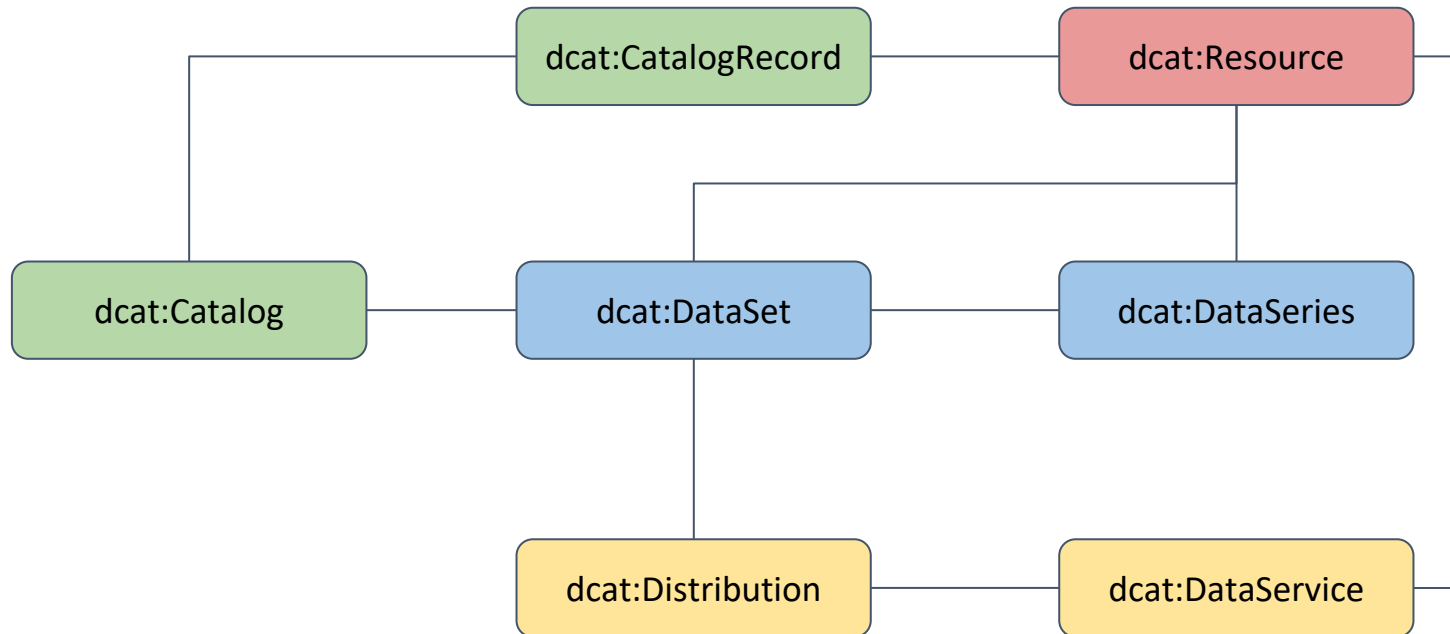 dcat:CatalogRecord
dcat:Resource
dcat:Catalog
dcat:DataSet
dcat:DataSeries
dcat:Distribution
dcat:DataService